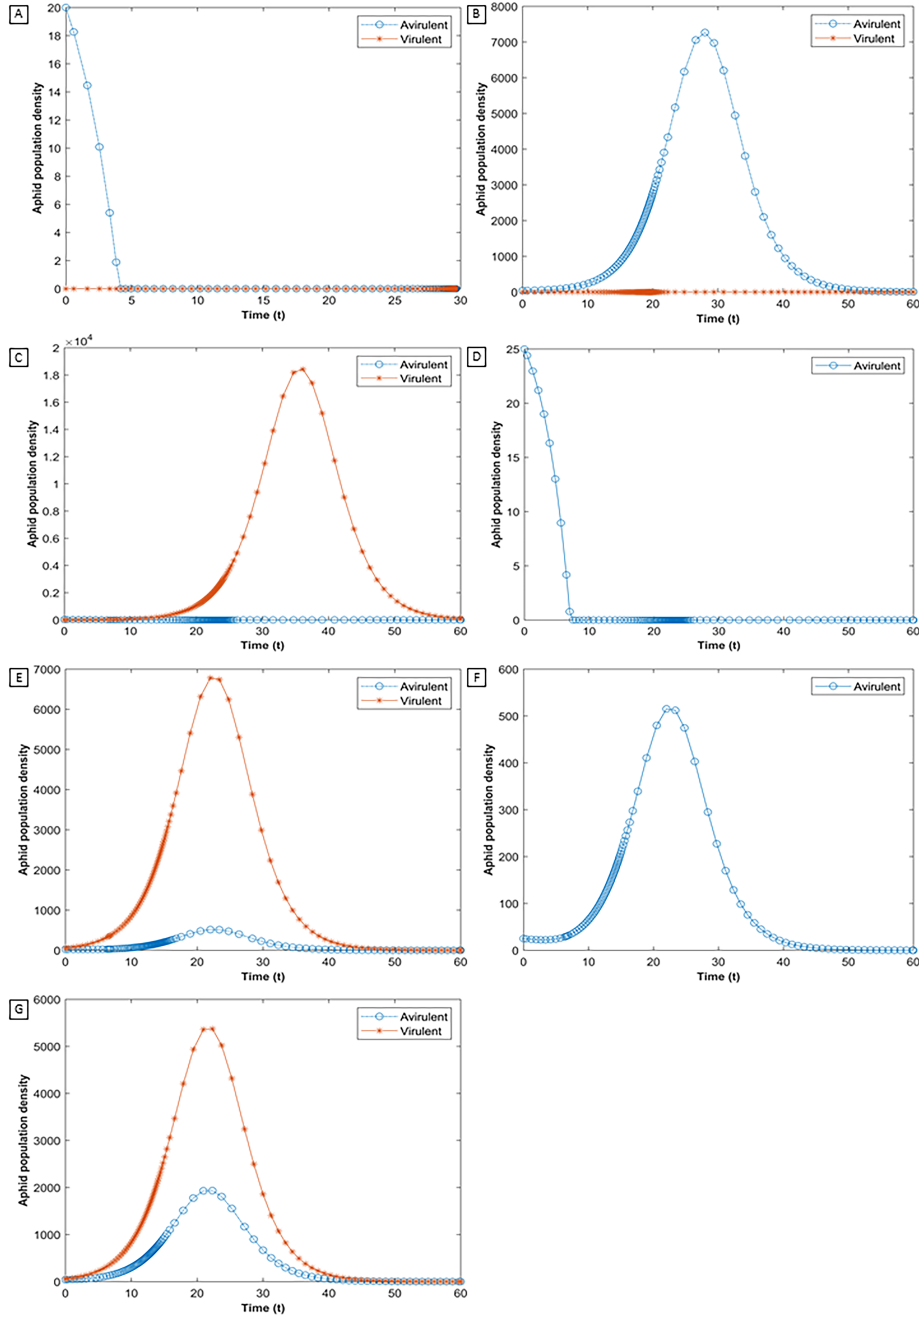 A
Aphid population density
20
18
16
14
12
10
8
6
4
2
0
0 5 10 15 20 25 30
Time (t)
Avirulent
Virulent
B
Aphid population density
8000
7000
6000
5000
4000
3000
2000
1000
0
0 10 20 30 40 50 60
Time (t)
Avirulent
Virulent
C
Aphid population density
×10⁴
2
1.8
1.6
1.4
1.2
1
0.8
0.6
0.4
0.2
0
0 10 20 30 40 50 60
Time (t)
Avirulent
Virulent
D
Aphid population density
25
20
15
10
5
0
0 10 20 30 40 50 60
Time (t)
Avirulent
E
Aphid population density
7000
6000
5000
4000
3000
2000
1000
0
0 10 20 30 40 50 60
Time (t)
Avirulent
Virulent
F
Aphid population density
600
500
400
300
200
100
0
0 10 20 30 40 50 60
Time (t)
Avirulent
G
Aphid population density
6000
5000
4000
3000
2000
1000
0
0 10 20 30 40 50 60
Time (t)
Avirulent
Virulent